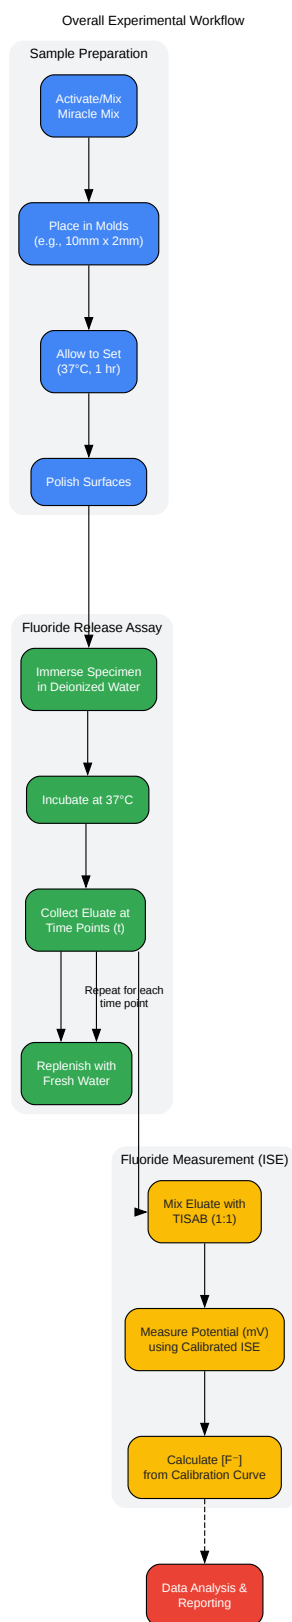 Overall Experimental Workflow
Sample Preparation
Activate/Mix
Miracle Mix
Place in Molds
(e.g., 10mm x 2mm)
Allow to Set
(37°C, 1 hr)
Polish Surfaces
Fluoride Release Assay
Immerse Specimen
in Deionized Water
Incubate at 37°C
Collect Eluate at
Time Points (t)
Repeat for each
time point
Replenish with
Fresh Water
Fluoride Measurement (ISE)
Mix Eluate with
TISAB (1:1)
Measure Potential (mV)
using Calibrated ISE
Calculate [F⁻]
from Calibration Curve
Data Analysis &
Reporting